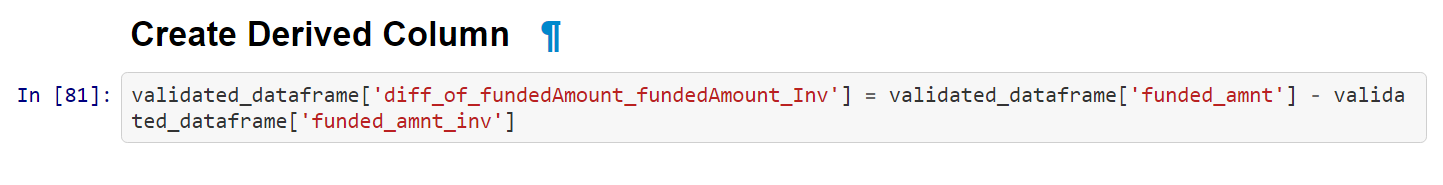 Create Derived Column ¶
In [81]: validated_dataframe['diff_of_fundedAmount_fundedAmount_Inv'] = validated_dataframe['funded_amnt'] - valida
ted_dataframe['funded_amnt_inv']